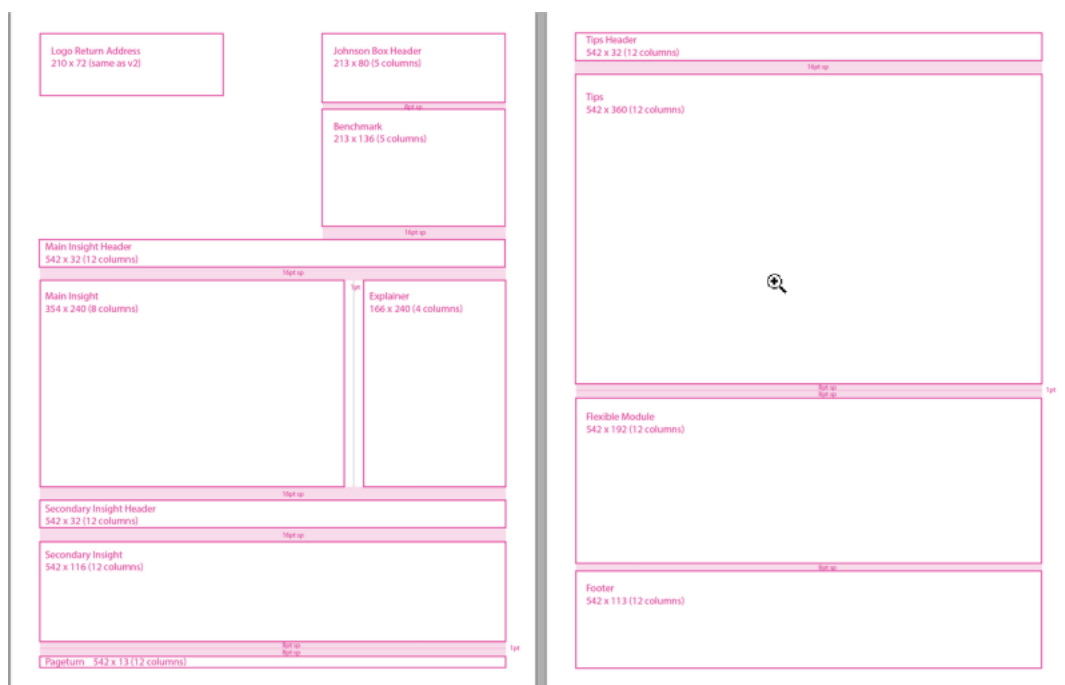 Logo Return Address
210 x 72 (same as v2)
Johnson Box Header
213 x 80 (5 columns)
8pt sp
Benchmark
213 x 136 (5 columns)
16pt sp
Main Insight Header
542 x 32 (12 columns)
16pt sp
Main Insight
354 x 240 (8 columns)
1pt
Explainer
166 x 240 (4 columns)
16pt sp
Secondary Insight Header
542 x 32 (12 columns)
16pt sp
Secondary Insight
542 x 116 (12 columns)
8pt sp
8pt sp
1pt
Pageturn 542 x 13 (12 columns)
Tips Header
542 x 32 (12 columns)
16pt sp
Tips
542 x 360 (12 columns)
8pt sp
8pt sp
1pt
Flexible Module
542 x 192 (12 columns)
8pt sp
Footer
542 x 113 (12 columns)